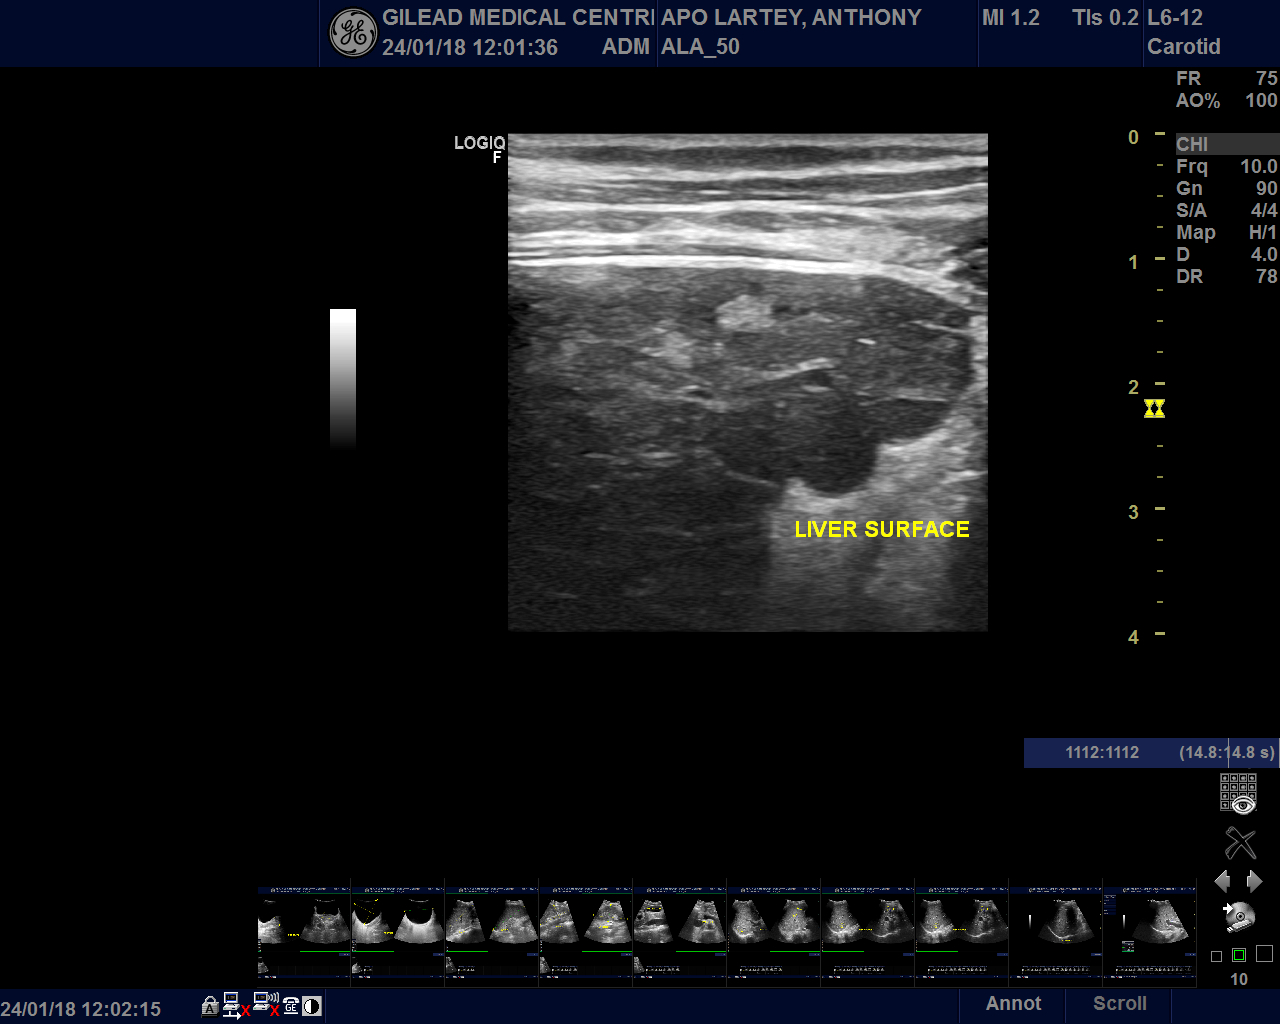 GILEAD MEDICAL CENTRI
APO LARTEY, ANTHONY
MI 1.2
TIs 0.2
L6-12
24/01/18 12:01:36
ADM
ALA_50
Carotid
FR 75
AO% 100
LOGIQ
F
CHI
Frq 10.0
Gn 90
S/A 4/4
Map H/1
D 4.0
DR 78
0
1
2
3
4
LIVER SURFACE
1112:1112 (14.8:14.8 s)
10
24/01/18 12:02:15
Annot
Scroll